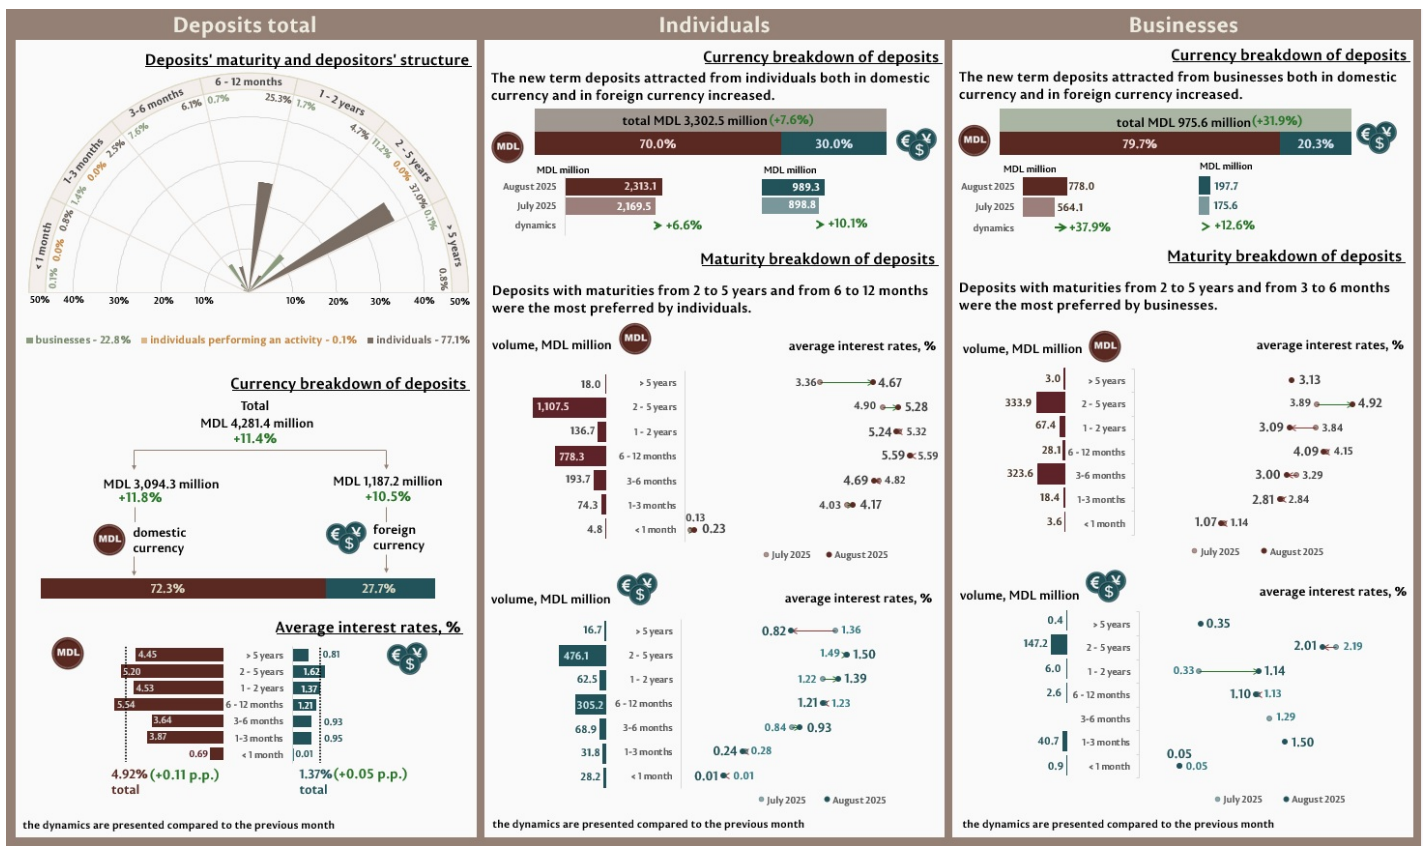 Deposits total
Deposits' maturity and depositors' structure
< 1 month
1-3 months
3-6 months
6 - 12 months
1 - 2 years
2 - 5 years
> 5 years
0.1%
0.0%
0.8%
1.4%
0.0%
2.5%
7.6%
6.1%
0.7%
25.3%
1.7%
4.7%
11.2%
0.0%
37.0%
0.1%
0.8%
50% 40% 30% 20% 10% 10% 20% 30% 40% 50%
businesses - 22.8% individuals performing an activity - 0.1% individuals - 77.1%
Currency breakdown of deposits
Total
MDL 4,281.4 million
+11.4%
MDL 3,094.3 million
+11.8%
MDL 1,187.2 million
+10.5%
MDL
domestic
currency
€ ¥ $
foreign
currency
72.3% 27.7%
Average interest rates, %
MDL
€ ¥ $
4.45 > 5 years 0.81
5.20 2 - 5 years 1.62
4.53 1 - 2 years 1.37
5.54 6 - 12 months 1.21
3.64 3-6 months 0.93
3.87 1-3 months 0.95
0.69 < 1 month 0.01
4.92% (+0.11 p.p.)
total
1.37% (+0.05 p.p.)
total
the dynamics are presented compared to the previous month
Individuals
Currency breakdown of deposits
The new term deposits attracted from individuals both in domestic
currency and in foreign currency increased.
total MDL 3,302.5 million (+7.6%)
MDL
70.0% 30.0%
€ ¥ $
MDL million MDL million
August 2025 2,313.1 989.3
July 2025 2,169.5 898.8
dynamics +6.6% +10.1%
Maturity breakdown of deposits
Deposits with maturities from 2 to 5 years and from 6 to 12 months
were the most preferred by individuals.
volume, MDL million MDL average interest rates, %
18.0 > 5 years 3.36 4.67
1,107.5 2 - 5 years 4.90 5.28
136.7 1 - 2 years 5.24 5.32
778.3 6 - 12 months 5.59 5.59
193.7 3-6 months 4.69 4.82
74.3 1-3 months 4.03 4.17
4.8 < 1 month 0.13 0.23
July 2025 August 2025
volume, MDL million € ¥ $ average interest rates, %
16.7 > 5 years 0.82 1.36
476.1 2 - 5 years 1.49 1.50
62.5 1 - 2 years 1.22 1.39
305.2 6 - 12 months 1.21 1.23
68.9 3-6 months 0.84 0.93
31.8 1-3 months 0.24 0.28
28.2 < 1 month 0.01 0.01
July 2025 August 2025
the dynamics are presented compared to the previous month
Businesses
Currency breakdown of deposits
The new term deposits attracted from businesses both in domestic
currency and in foreign currency increased.
total MDL 975.6 million (+31.9%)
MDL
79.7% 20.3%
€ ¥ $
MDL million MDL million
August 2025 778.0 197.7
July 2025 564.1 175.6
dynamics +37.9% +12.6%
Maturity breakdown of deposits
Deposits with maturities from 2 to 5 years and from 3 to 6 months
were the most preferred by businesses.
volume, MDL million MDL average interest rates, %
3.0 > 5 years 3.13
333.9 2 - 5 years 3.89 4.92
67.4 1 - 2 years 3.09 3.84
28.1 6 - 12 months 4.09 4.15
323.6 3-6 months 3.00 3.29
18.4 1-3 months 2.81 2.84
3.6 < 1 month 1.07 1.14
July 2025 August 2025
volume, MDL million € ¥ $ average interest rates, %
0.4 > 5 years 0.35
147.2 2 - 5 years 2.01 2.19
6.0 1 - 2 years 0.33 1.14
2.6 6 - 12 months 1.10 1.13
3-6 months 1.29
40.7 1-3 months 1.50
0.9 < 1 month 0.05 0.05
July 2025 August 2025
the dynamics are presented compared to the previous month